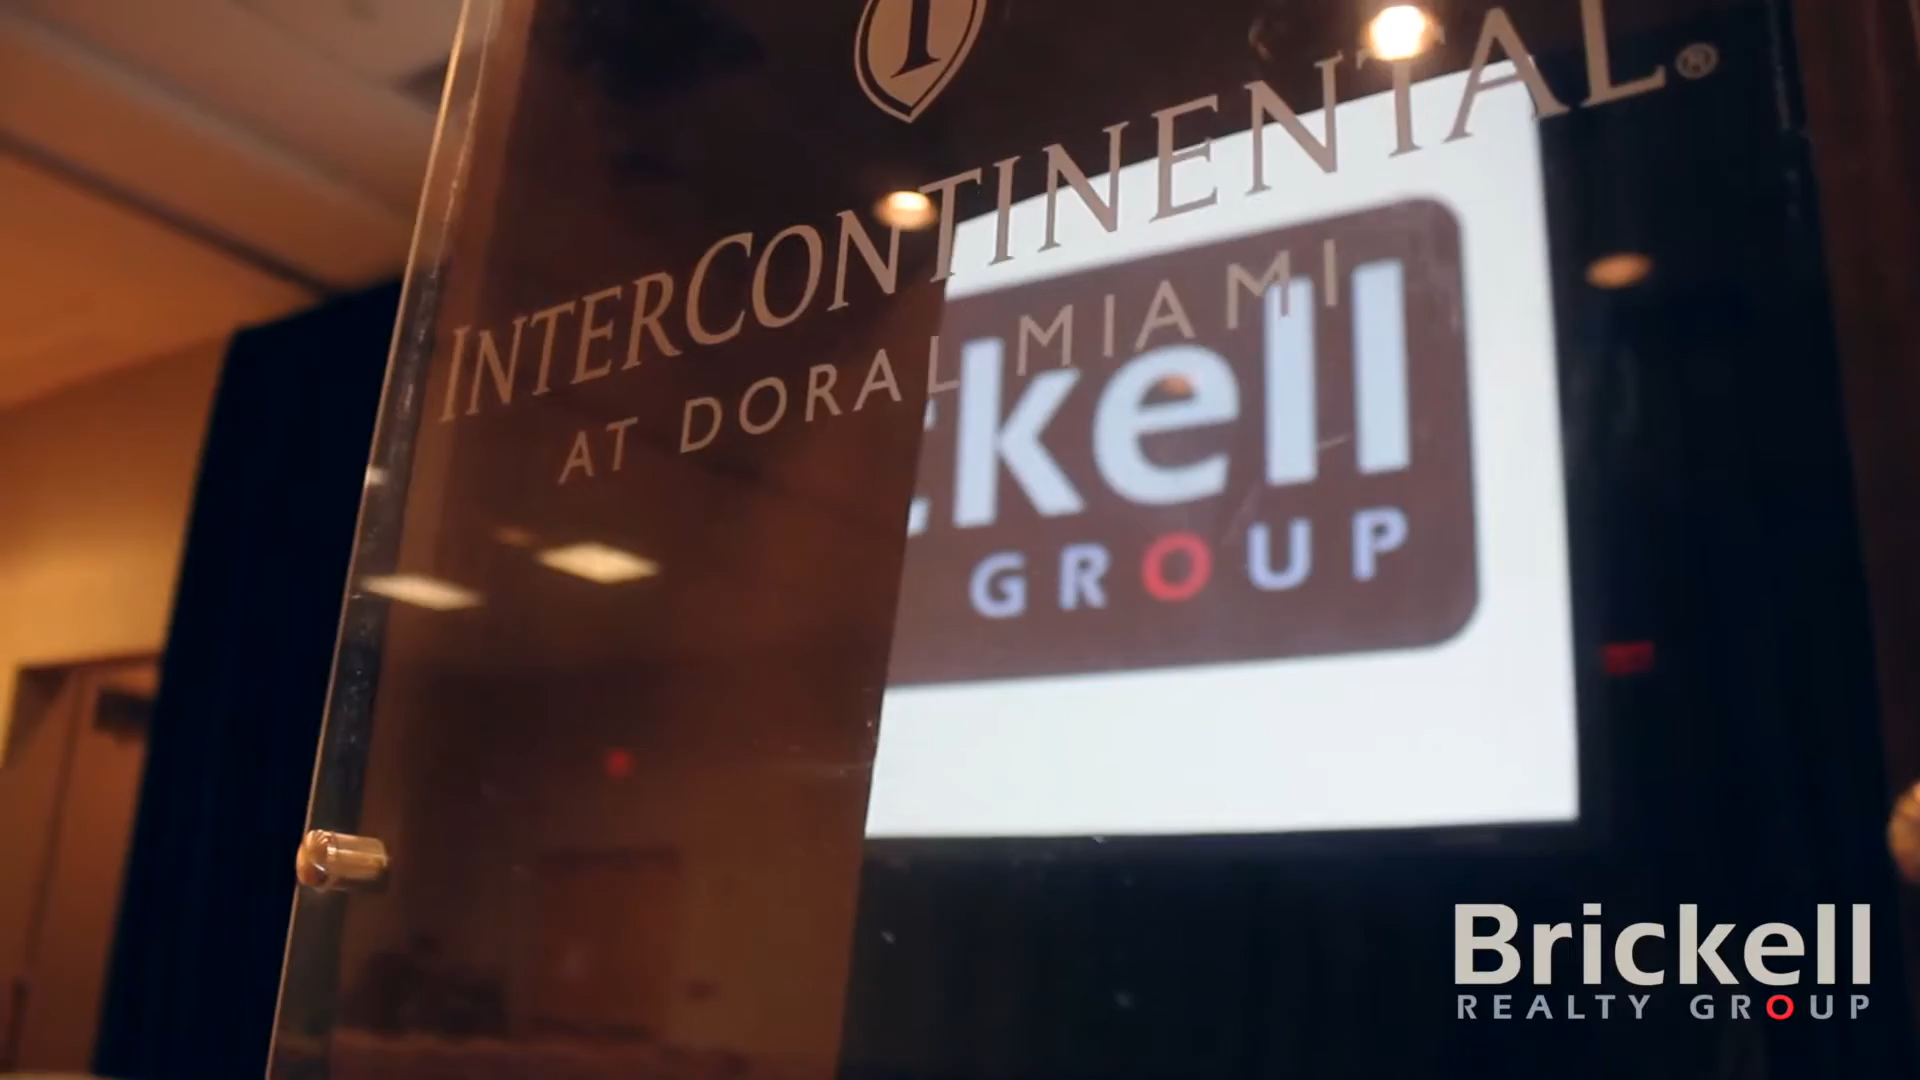 I
INTERCONTINENTAL®
AT DORAL MIAMI
ckell
GROUP
Brickell
REALTY GROUP